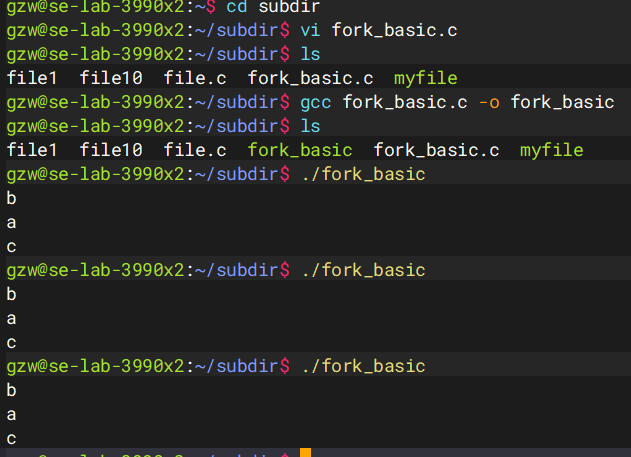 gzw@se-lab-3990x2:~$ cd subdir
gzw@se-lab-3990x2:~/subdir$ vi fork_basic.c
gzw@se-lab-3990x2:~/subdir$ ls
file1  file10  file.c  fork_basic.c  myfile
gzw@se-lab-3990x2:~/subdir$ gcc fork_basic.c -o fork_basic
gzw@se-lab-3990x2:~/subdir$ ls
file1  file10  file.c  fork_basic  fork_basic.c  myfile
gzw@se-lab-3990x2:~/subdir$ ./fork_basic
b
a
c
gzw@se-lab-3990x2:~/subdir$ ./fork_basic
b
a
c
gzw@se-lab-3990x2:~/subdir$ ./fork_basic
b
a
c